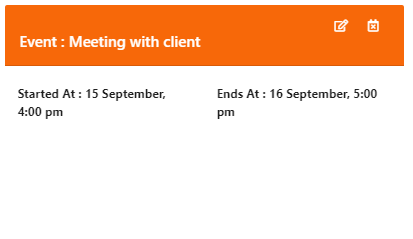 Event : Meeting with client
Started At : 15 September,
4:00 pm
Ends At : 16 September, 5:00
pm